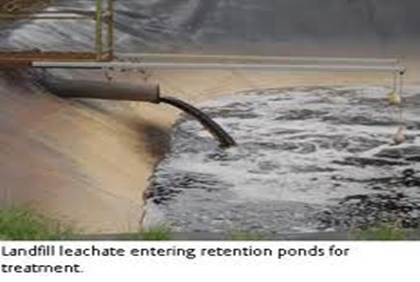 Landfill leachate entering retention ponds for
treatment.